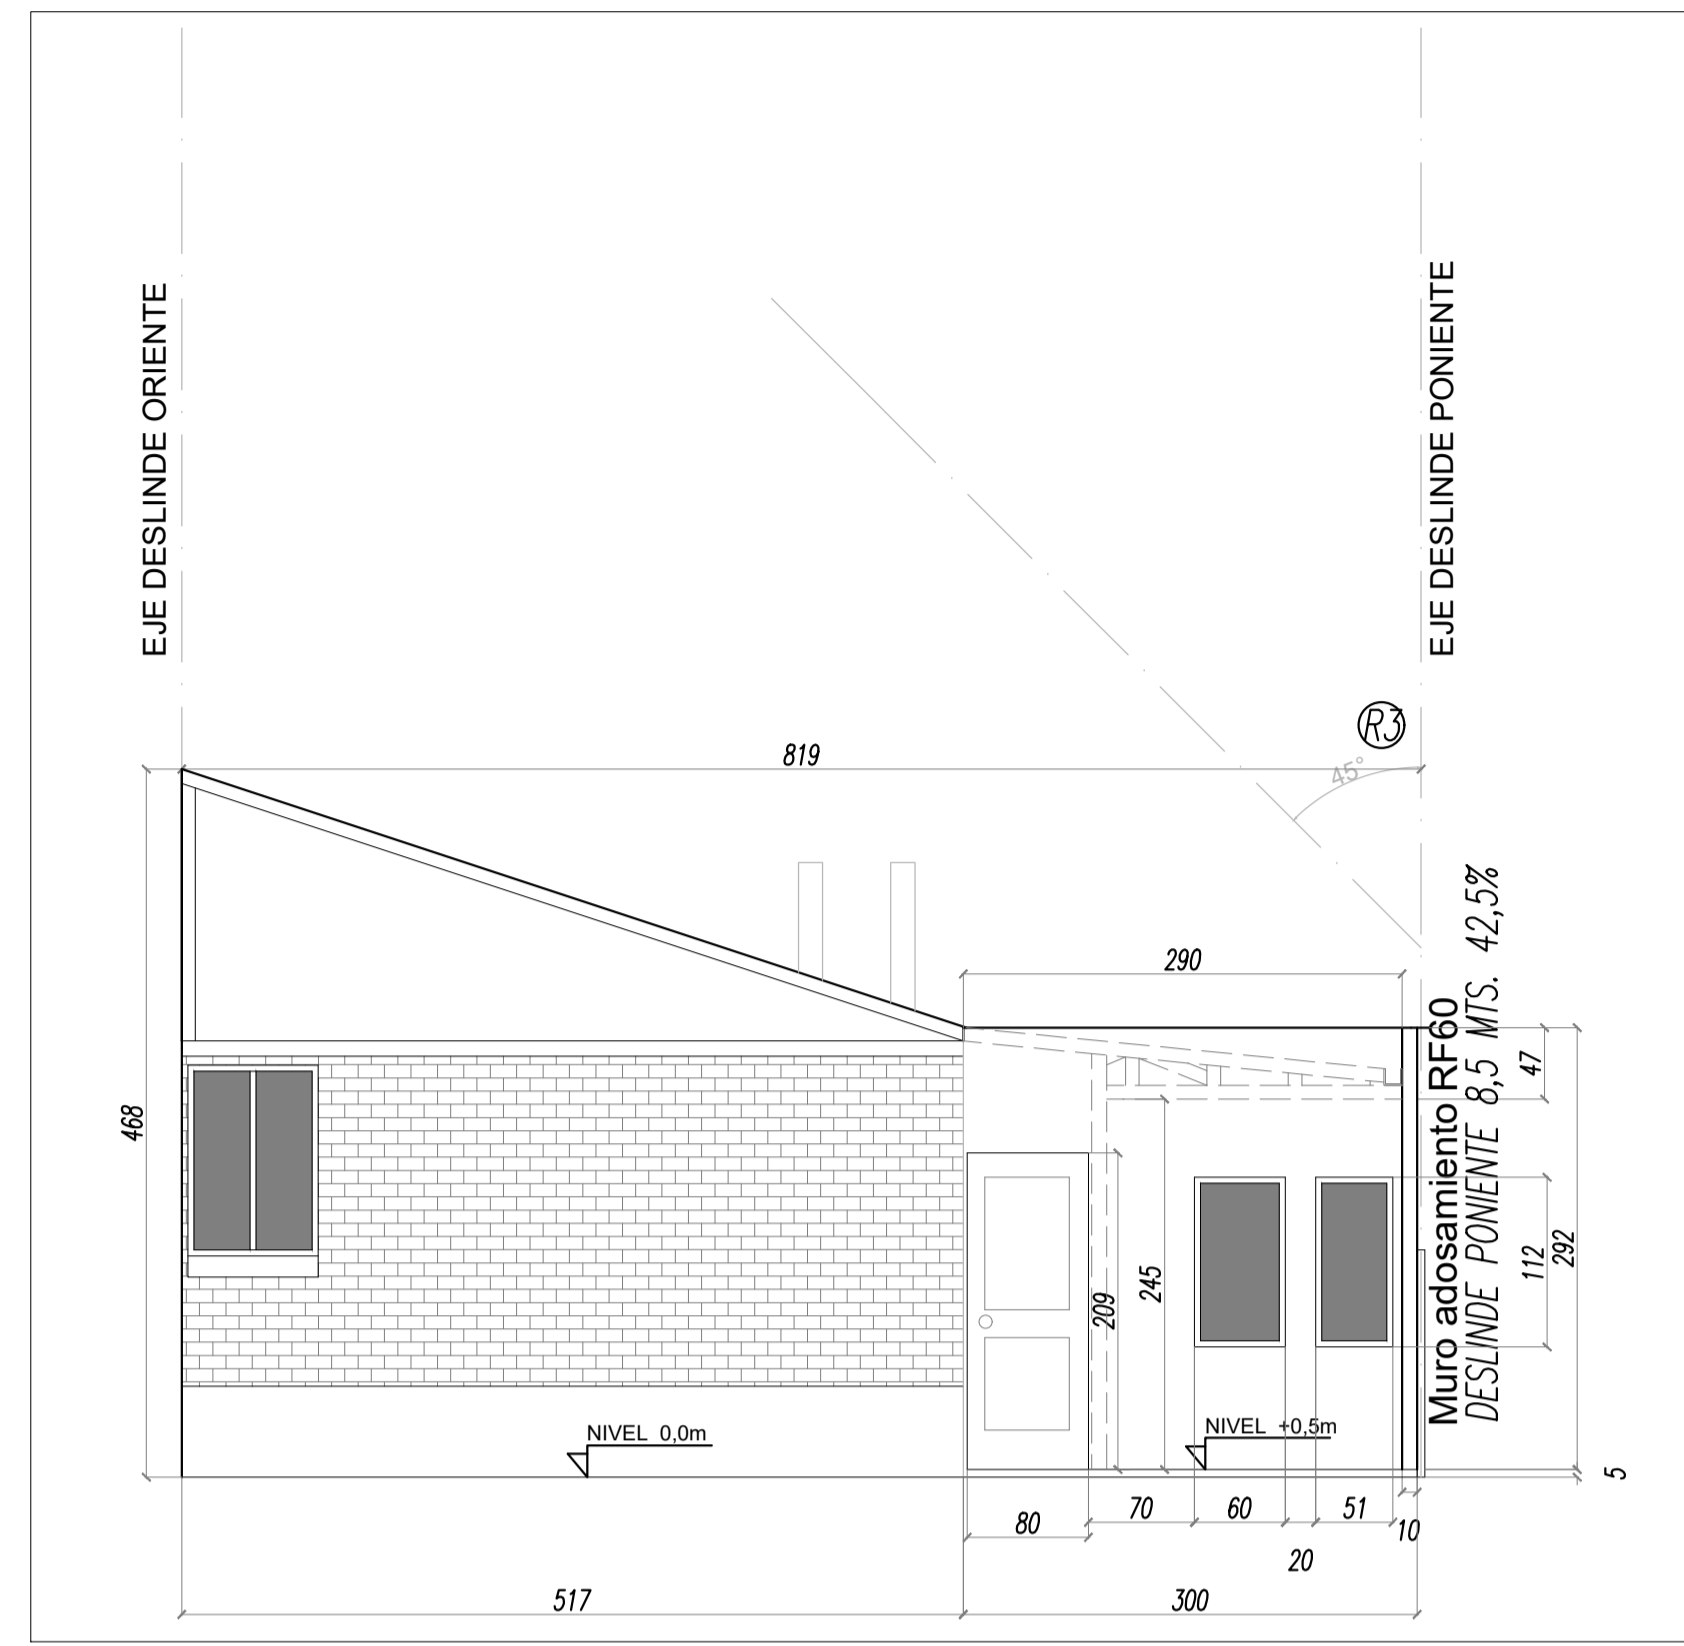 EJE DESLINDE ORIENTE
EJE DESLINDE PONIENTE
R3
45°
819
290
468
Muro adosamiento RF60
DESLINDE PONIENTE 8,5 MTS. 42,5%
47
112
292
5
209
245
NIVEL 0,0m
NIVEL +0,5m
80
70
60
20
51
10
517
300